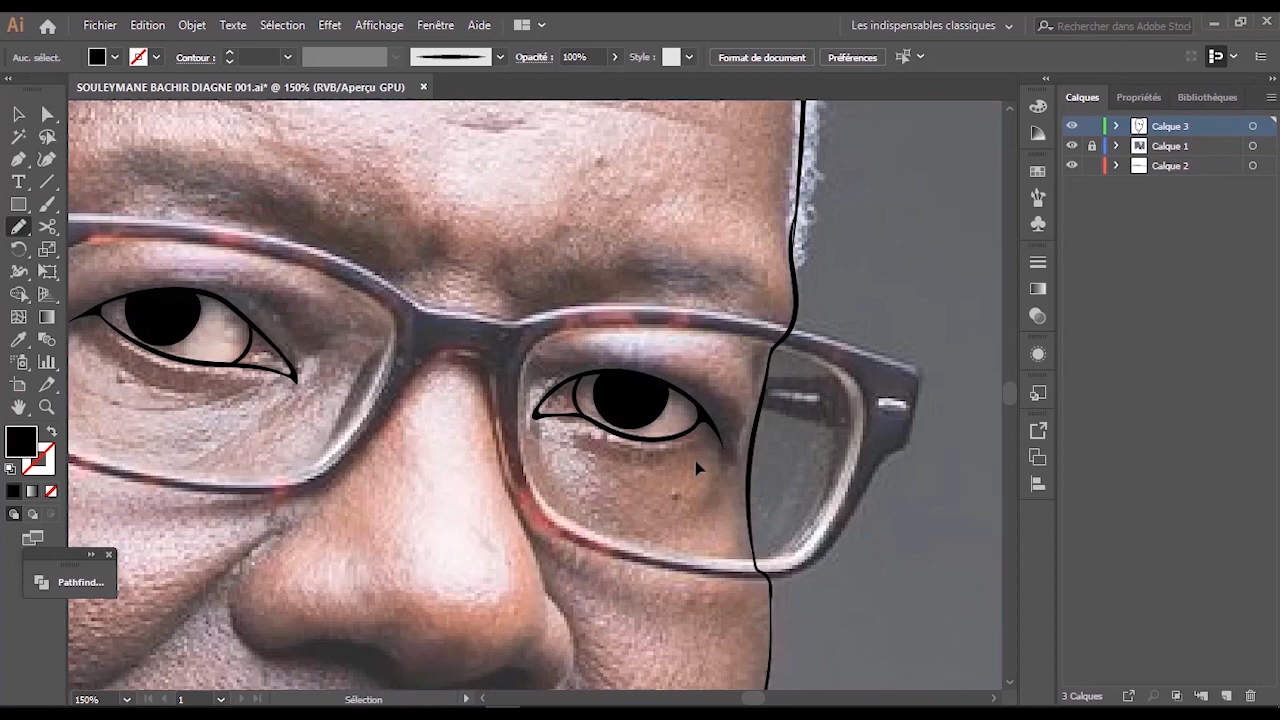 Ai Fichier Edition Objet Texte Sélection Effet Affichage Fenêtre Aide Les indispensables classiques Rechercher dans Adobe Stock
Auc. sélect. Contour : Opacité : 100% Style : Format de document Préférences
SOULEYMANE BACHIR DIAGNE 001.ai* @ 150% (RVB/Aperçu GPU)
Calques Propriétés Bibliothèques
Calque 3
Calque 1
Calque 2
Pathfind...
150% 1 Sélection 3 Calques